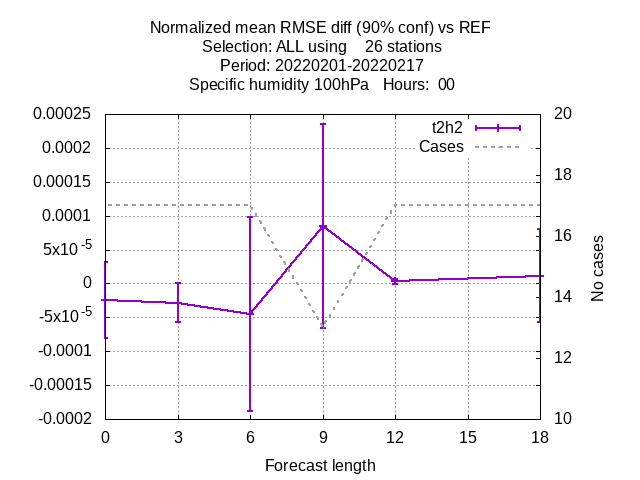 Normalized mean RMSE diff (90% conf) vs REF
Selection: ALL using    26 stations
Period: 20220201-20220217
Specific humidity 100hPa   Hours:  00
t2h2
Cases
0.00025
0.0002
0.00015
0.0001
5x10 -5
0
-5x10 -5
-0.0001
-0.00015
-0.0002
20
18
16
14
12
10
No cases
0 3 6 9 12 15 18
Forecast length